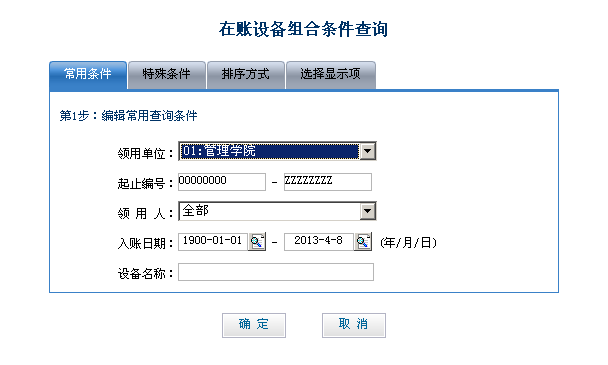 在账设备组合条件查询
常用条件 特殊条件 排序方式 选择显示项
第1步：编辑常用查询条件
领用单位： 01:管理学院
起止编号： 00000000 - ZZZZZZZZ
领 用 人： 全部
入账日期： 1900-01-01 - 2013-4-8 (年/月/日)
设备名称：
确 定 取 消